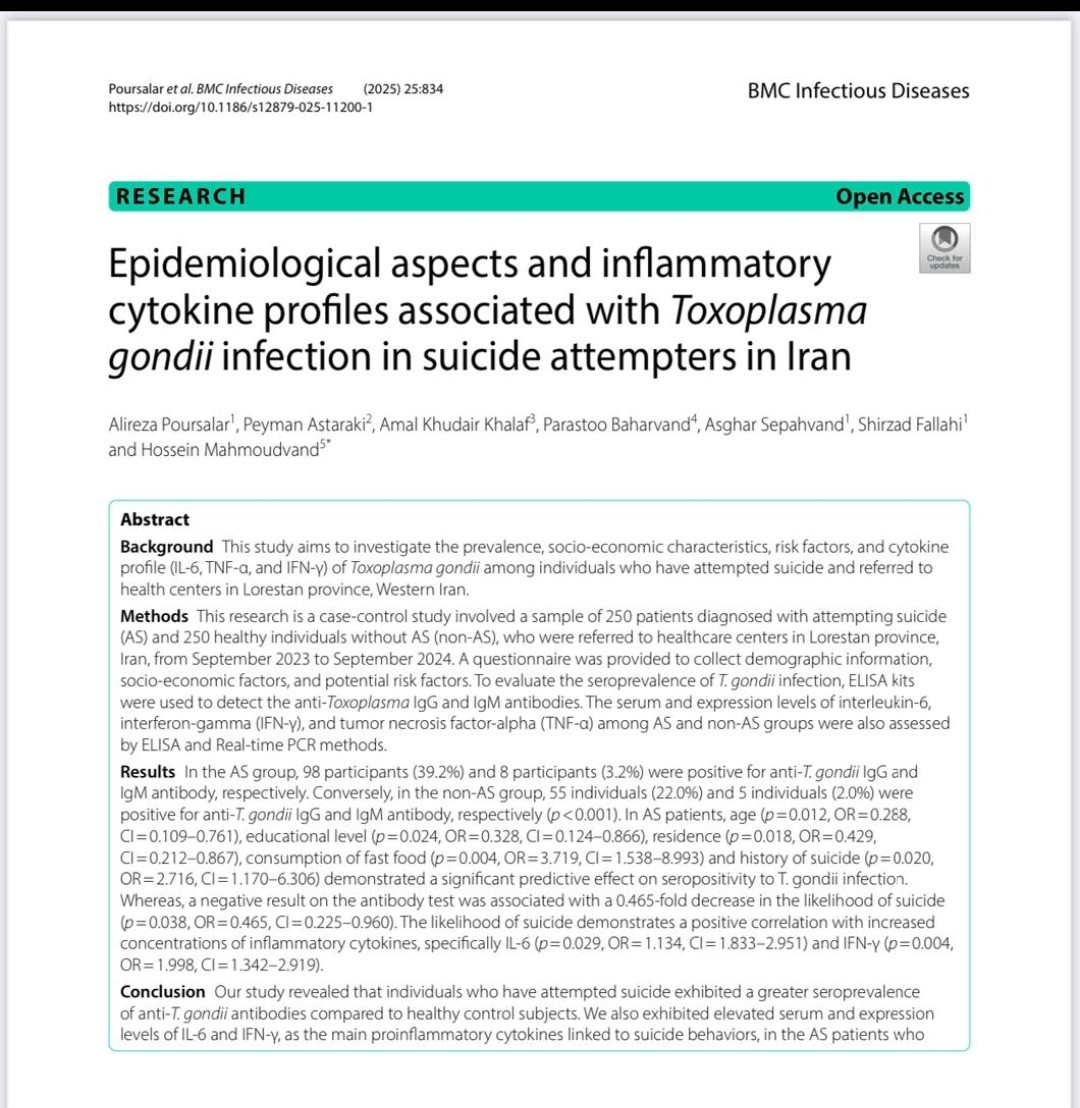 Poursalar et al. BMC Infectious Diseases (2025) 25:834
https://doi.org/10.1186/s12879-025-11200-1
BMC Infectious Diseases
RESEARCH
Open Access
Check for
updates
Epidemiological aspects and inflammatory
cytokine profiles associated with Toxoplasma
gondii infection in suicide attempters in Iran
Alireza Poursalar1, Peyman Astaraki2, Amal Khudair Khalaf3, Parastoo Baharvand4, Asghar Sepahvand1, Shirzad Fallahi1
and Hossein Mahmoudvand5*
Abstract
Background This study aims to investigate the prevalence, socio-economic characteristics, risk factors, and cytokine
profile (IL-6, TNF-α, and IFN-γ) of Toxoplasma gondii among individuals who have attempted suicide and referred to
health centers in Lorestan province, Western Iran.
Methods This research is a case-control study involved a sample of 250 patients diagnosed with attempting suicide
(AS) and 250 healthy individuals without AS (non-AS), who were referred to healthcare centers in Lorestan province,
Iran, from September 2023 to September 2024. A questionnaire was provided to collect demographic information,
socio-economic factors, and potential risk factors. To evaluate the seroprevalence of T. gondii infection, ELISA kits
were used to detect the anti-Toxoplasma IgG and IgM antibodies. The serum and expression levels of interleukin-6,
interferon-gamma (IFN-γ), and tumor necrosis factor-alpha (TNF-α) among AS and non-AS groups were also assessed
by ELISA and Real-time PCR methods.
Results In the AS group, 98 participants (39.2%) and 8 participants (3.2%) were positive for anti-T. gondii IgG and
IgM antibody, respectively. Conversely, in the non-AS group, 55 individuals (22.0%) and 5 individuals (2.0%) were
positive for anti-T. gondii IgG and IgM antibody, respectively (p<0.001). In AS patients, age (p=0.012, OR=0.288,
CI=0.109–0.761), educational level (p=0.024, OR=0.328, CI=0.124–0.866), residence (p=0.018, OR=0.429,
CI=0.212–0.867), consumption of fast food (p=0.004, OR=3.719, CI=1.538–8.993) and history of suicide (p=0.020,
OR=2.716, CI=1.170–6.306) demonstrated a significant predictive effect on seropositivity to T. gondii infection.
Whereas, a negative result on the antibody test was associated with a 0.465-fold decrease in the likelihood of suicide
(p=0.038, OR=0.465, CI=0.225–0.960). The likelihood of suicide demonstrates a positive correlation with increased
concentrations of inflammatory cytokines, specifically IL-6 (p=0.029, OR=1.134, CI=1.833–2.951) and IFN-γ (p=0.004,
OR=1.998, CI=1.342–2.919).
Conclusion Our study revealed that individuals who have attempted suicide exhibited a greater seroprevalence
of anti-T. gondii antibodies compared to healthy control subjects. We also exhibited elevated serum and expression
levels of IL-6 and IFN-γ, as the main proinflammatory cytokines linked to suicide behaviors, in the AS patients who